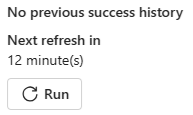 No previous success history
Next refresh in
12 minute(s)
Run